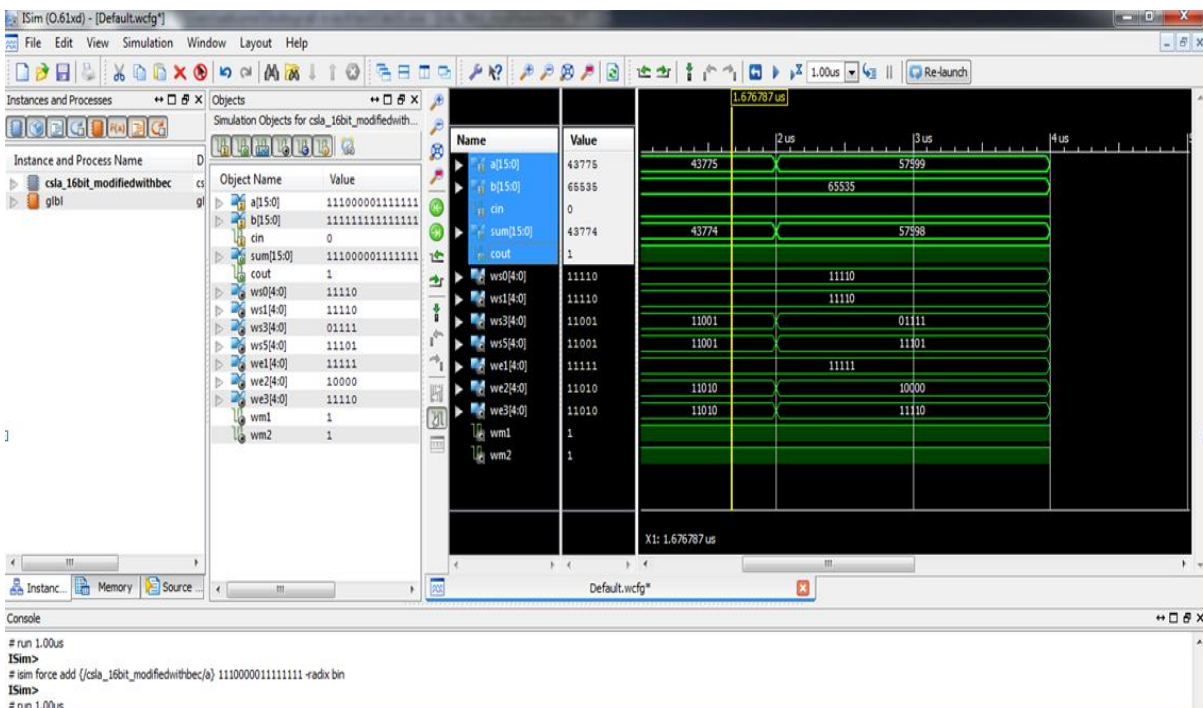 ISim (O.61xd) - [Default.wcfg*]
File Edit View Simulation Window Layout Help
1.00us Re-launch
Instances and Processes
Instance and Process Name D
csla_16bit_modifiedwithbec cs
glbl gl
Instanc... Memory Source ...
Objects
Simulation Objects for csla_16bit_modifiedwith...
Object Name Value
a[15:0] 111000001111111
b[15:0] 111111111111111
cin 0
sum[15:0] 111000001111111
cout 1
ws0[4:0] 11110
ws1[4:0] 11110
ws3[4:0] 01111
ws5[4:0] 11101
we1[4:0] 11111
we2[4:0] 10000
we3[4:0] 11110
wm1 1
wm2 1
1.676787 us
Name Value 2 us 3 us 4 us
a[15:0] 43775 43775 57599
b[15:0] 65535 65535
cin 0
sum[15:0] 43774 43774 57598
cout 1
ws0[4:0] 11110 11110
ws1[4:0] 11110 11110
ws3[4:0] 11001 11001 01111
ws5[4:0] 11001 11001 11101
we1[4:0] 11111 11111
we2[4:0] 11010 11010 10000
we3[4:0] 11010 11010 11110
wm1 1
wm2 1
X1: 1.676787 us
Default.wcfg*
Console
# run 1.00us
ISim>
# isim force add {/csla_16bit_modifiedwithbec/a} 1110000011111111 -radix bin
ISim>
# run 1.00us